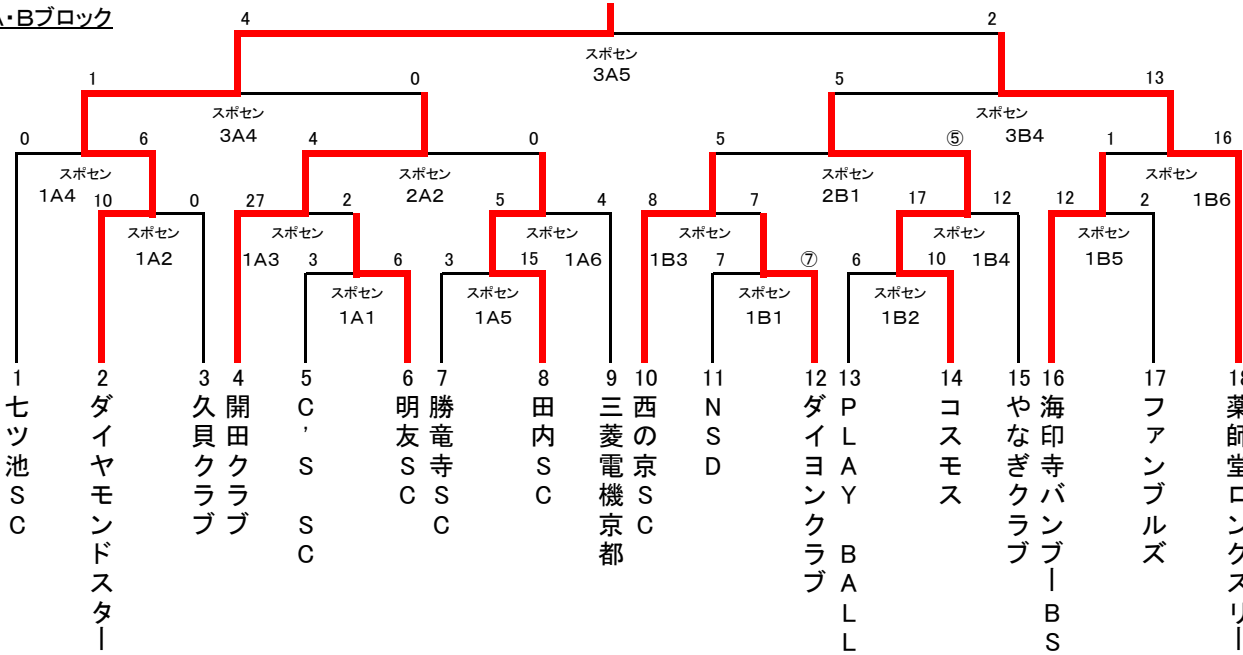 A・Bブロック
4 2
スポセン
3A5
1 0 5 13
スポセン スポセン
3A4 3B4
0 6 4 0 5 ⑤ 1 16
スポセン スポセン スポセン スポセン
1A4 2A2 2B1 1B6
10 0 27 2 5 4 8 7 17 12 12 2
スポセン スポセン スポセン スポセン スポセン スポセン
1A2 1A3 1A6 1B3 1B4 1B5
3 6 3 15 7 ⑦ 6 10
スポセン スポセン スポセン スポセン
1A1 1A5 1B1 1B2
1 2 3 4 5 6 7 8 9 10 11 12 13 14 15 16 17 18
七ツ池SC
ダイヤモンドスター
久貝クラブ
開田クラブ
C'S SC
明友SC
勝竜寺SC
田内SC
三菱電機京都
西の京SC
NSD
ダイヨンクラブ
PLAY BALL
コスモス
やなぎクラブ
海印寺バンブーBS
ファンブルズ
薬師堂ロングスリー